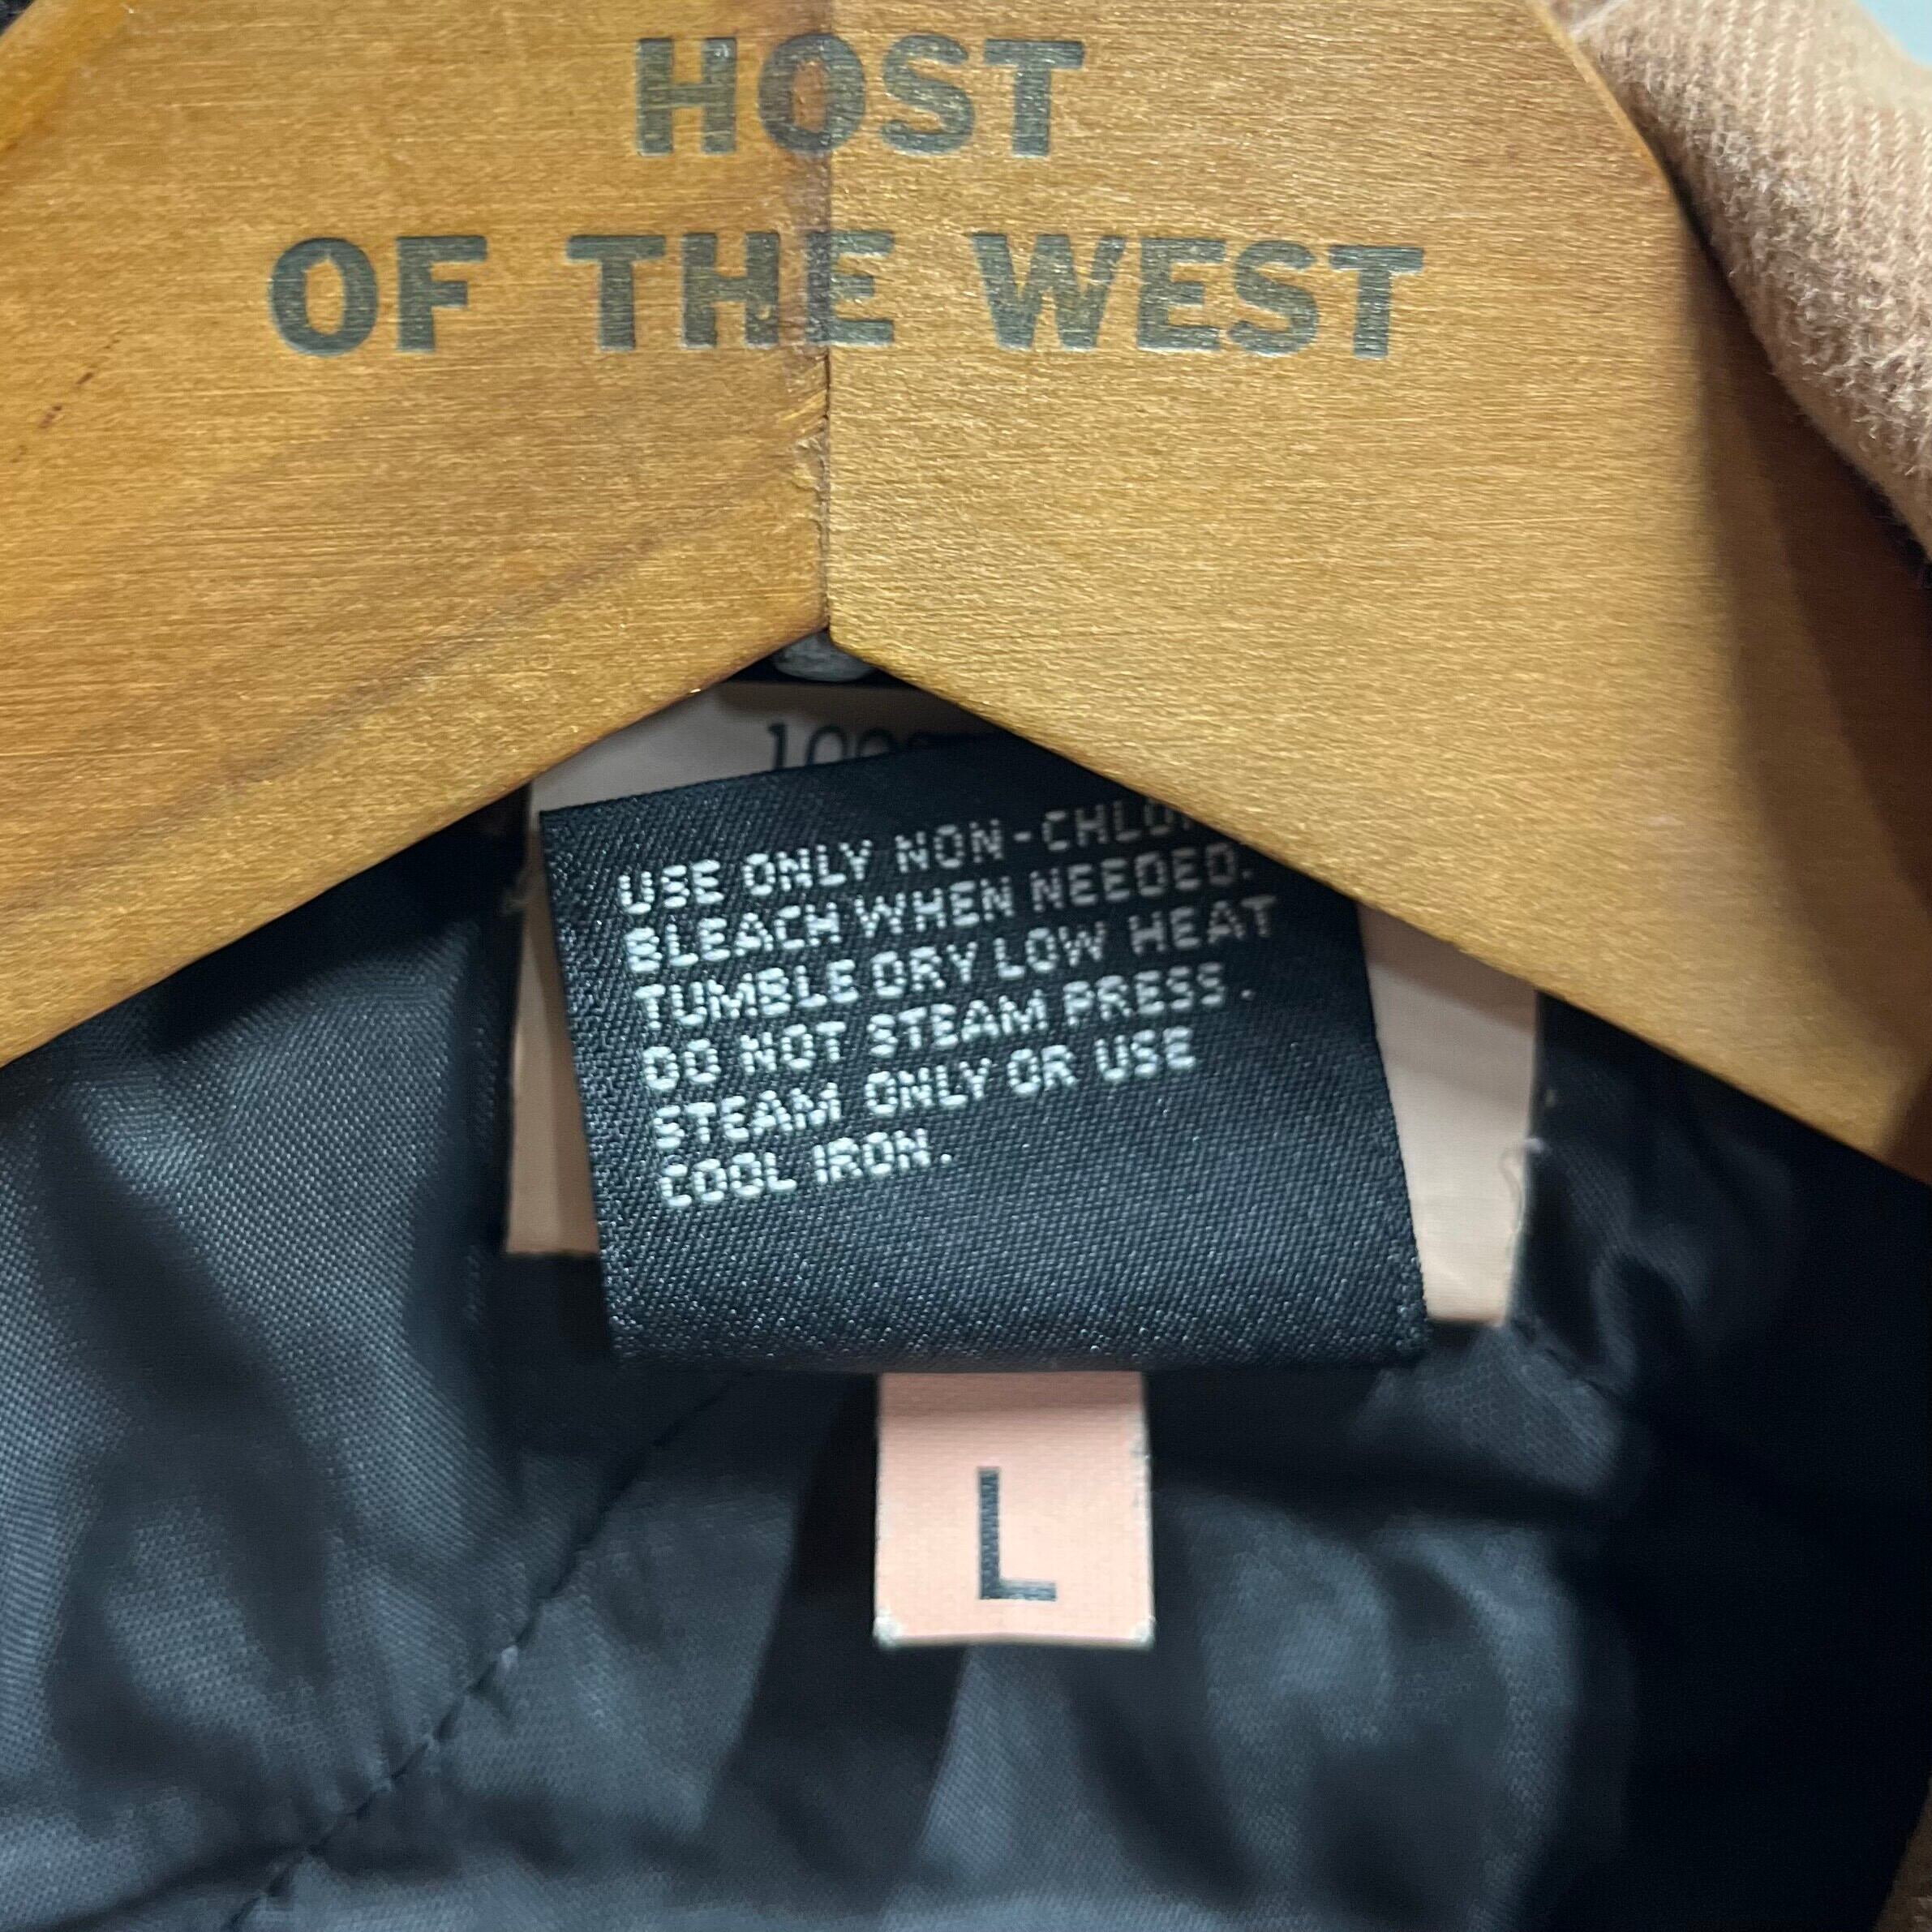 HOST
OF THE WEST
USE ONLY NON-CHLO
BLEACH WHEN NEEDED.
TUMBLE DRY LOW HEAT
DO NOT STEAM PRESS.
STEAM ONLY OR USE
COOL IRON.
L